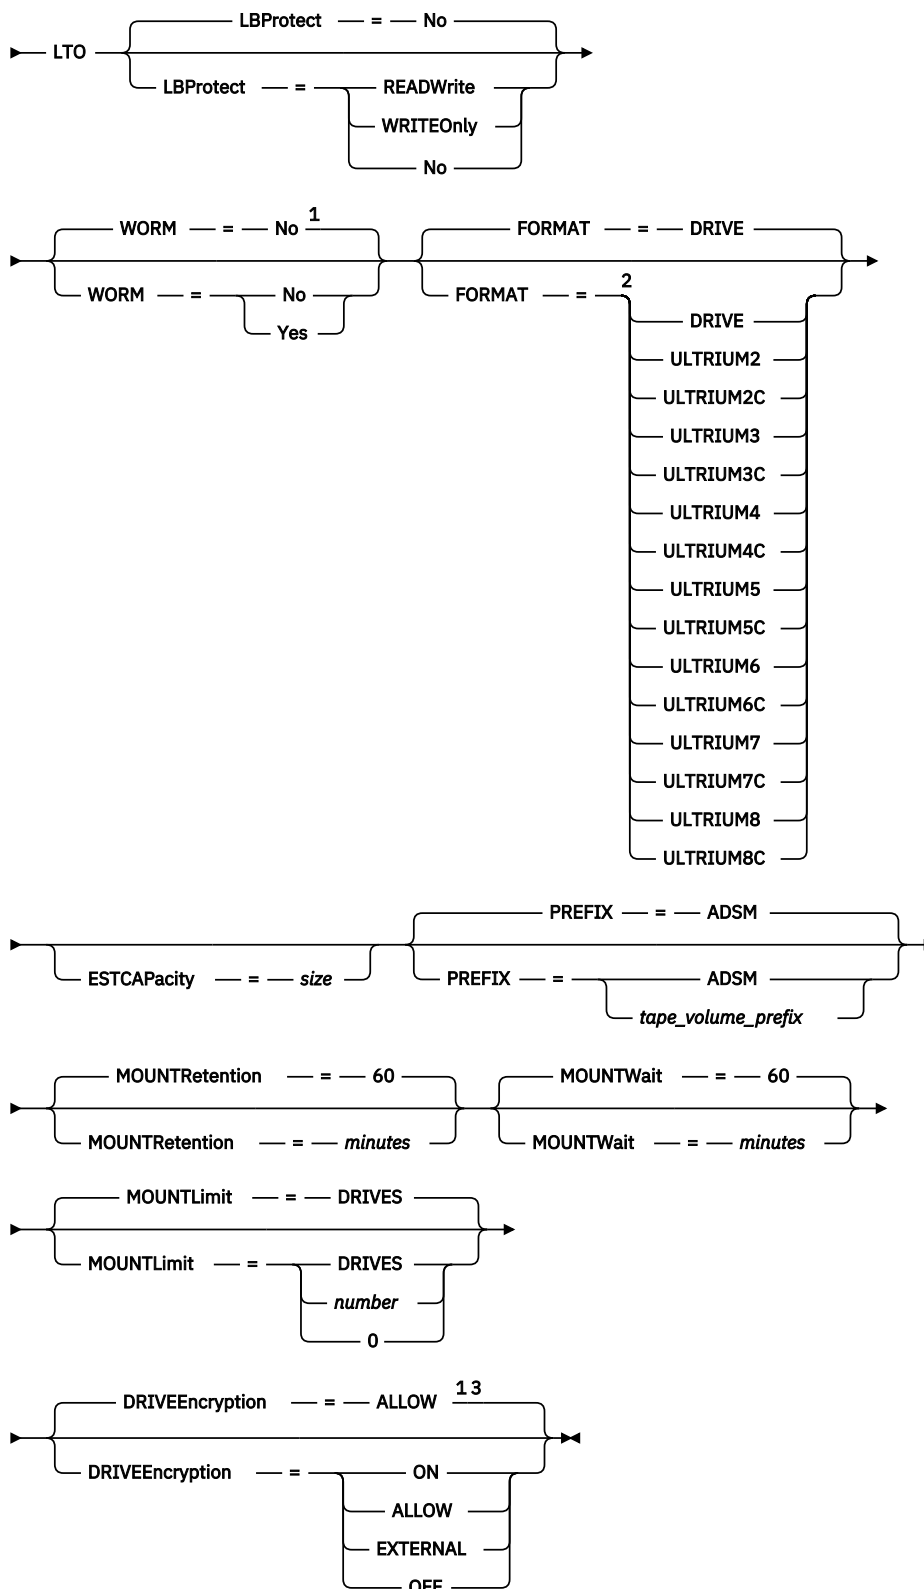 LBProtect = No
LTO
LBProtect = READWrite
WRITEOnly
No
WORM = No 1 FORMAT = DRIVE
WORM = No FORMAT = 2
Yes DRIVE
ULTRIUM2
ULTRIUM2C
ULTRIUM3
ULTRIUM3C
ULTRIUM4
ULTRIUM4C
ULTRIUM5
ULTRIUM5C
ULTRIUM6
ULTRIUM6C
ULTRIUM7
ULTRIUM7C
ULTRIUM8
ULTRIUM8C
PREFIX = ADSM
ESTCAPacity = size PREFIX = ADSM
tape_volume_prefix
MOUNTRetention = 60 MOUNTWait = 60
MOUNTRetention = minutes MOUNTWait = minutes
MOUNTLimit = DRIVES
MOUNTLimit = DRIVES
number
0
DRIVEEncryption = ALLOW 1 3
DRIVEEncryption = ON
ALLOW
EXTERNAL
OFF